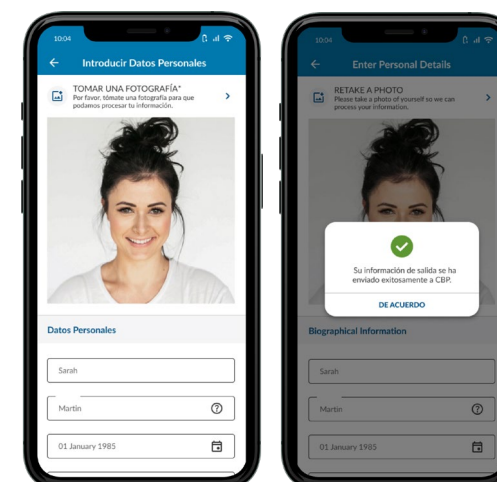 10:04
Introducir Datos Personales
TOMAR UNA FOTOGRAFÍA*
Por favor, tómate una fotografía para que
podamos procesar tu información.
Datos Personales
Sarah
Martin
01 January 1985
10:04
Enter Personal Details
RETAKE A PHOTO
Please take a photo of yourself so we can
process your information.
Su información de salida se ha
enviado exitosamente a CBP.
DE ACUERDO
Biographical Information
Sarah
Martin
01 January 1985